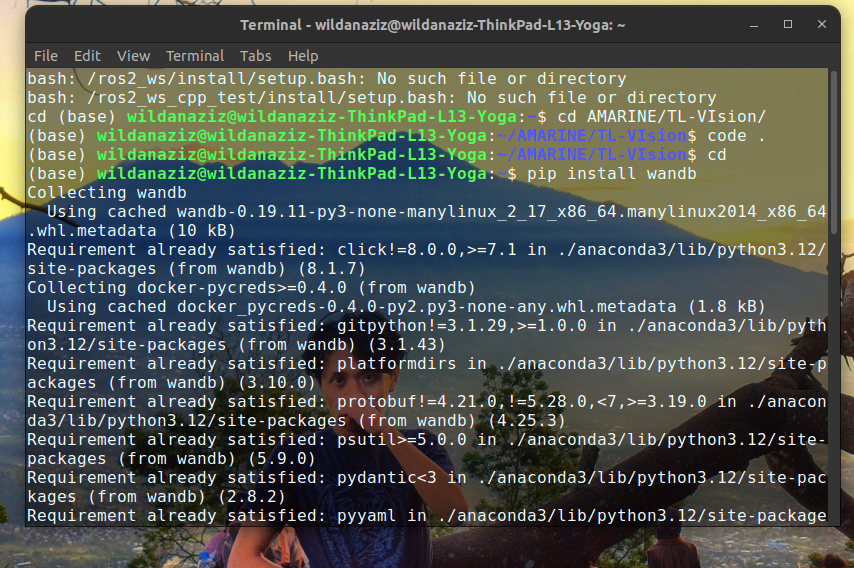 Terminal - wildanaziz@wildanaziz-ThinkPad-L13-Yoga: ~
File Edit View Terminal Tabs Help
bash: /ros2_ws/install/setup.bash: No such file or directory
bash: /ros2_ws_cpp_test/install/setup.bash: No such file or directory
cd (base) wildanaziz@wildanaziz-ThinkPad-L13-Yoga:~$ cd AMARINE/TL-VIsion/
(base) wildanaziz@wildanaziz-ThinkPad-L13-Yoga:~/AMARINE/TL-VIsion$ code .
(base) wildanaziz@wildanaziz-ThinkPad-L13-Yoga:~/AMARINE/TL-VIsion$ cd
(base) wildanaziz@wildanaziz-ThinkPad-L13-Yoga:~$ pip install wandb
Collecting wandb
  Using cached wandb-0.19.11-py3-none-manylinux_2_17_x86_64.manylinux2014_x86_64
.whl.metadata (10 kB)
Requirement already satisfied: click!=8.0.0,>=7.1 in ./anaconda3/lib/python3.12/
site-packages (from wandb) (8.1.7)
Collecting docker-pycreds>=0.4.0 (from wandb)
  Using cached docker_pycreds-0.4.0-py2.py3-none-any.whl.metadata (1.8 kB)
Requirement already satisfied: gitpython!=3.1.29,>=1.0.0 in ./anaconda3/lib/pyth
on3.12/site-packages (from wandb) (3.1.43)
Requirement already satisfied: platformdirs in ./anaconda3/lib/python3.12/site-p
ackages (from wandb) (3.10.0)
Requirement already satisfied: protobuf!=4.21.0,!=5.28.0,<7,>=3.19.0 in ./anacon
da3/lib/python3.12/site-packages (from wandb) (4.25.3)
Requirement already satisfied: psutil>=5.0.0 in ./anaconda3/lib/python3.12/site-
packages (from wandb) (5.9.0)
Requirement already satisfied: pydantic<3 in ./anaconda3/lib/python3.12/site-pac
kages (from wandb) (2.8.2)
Requirement already satisfied: pyyaml in ./anaconda3/lib/python3.12/site-package